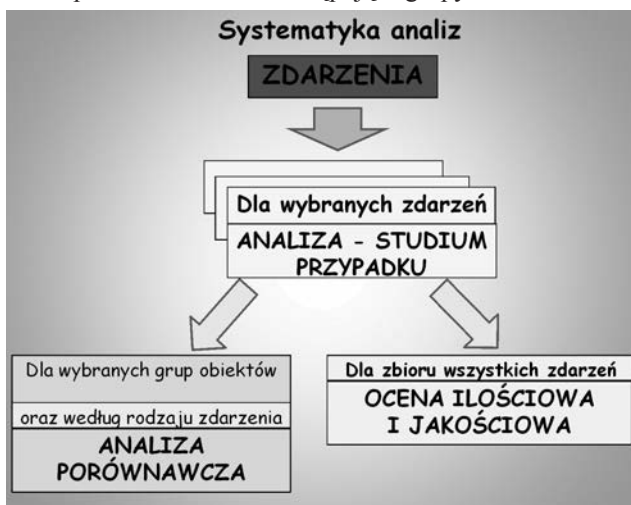 Systematyka analiz
ZDARZENIA
Dla wybranych zdarzeń
ANALIZA - STUDIUM
PRZYPADKU
Dla wybranych grup obiektów
oraz według rodzaju zdarzenia
ANALIZA
PORÓWNAWCZA
Dla zbioru wszystkich zdarzeń
OCENA ILOŚCIOWA
I JAKOŚCIOWA